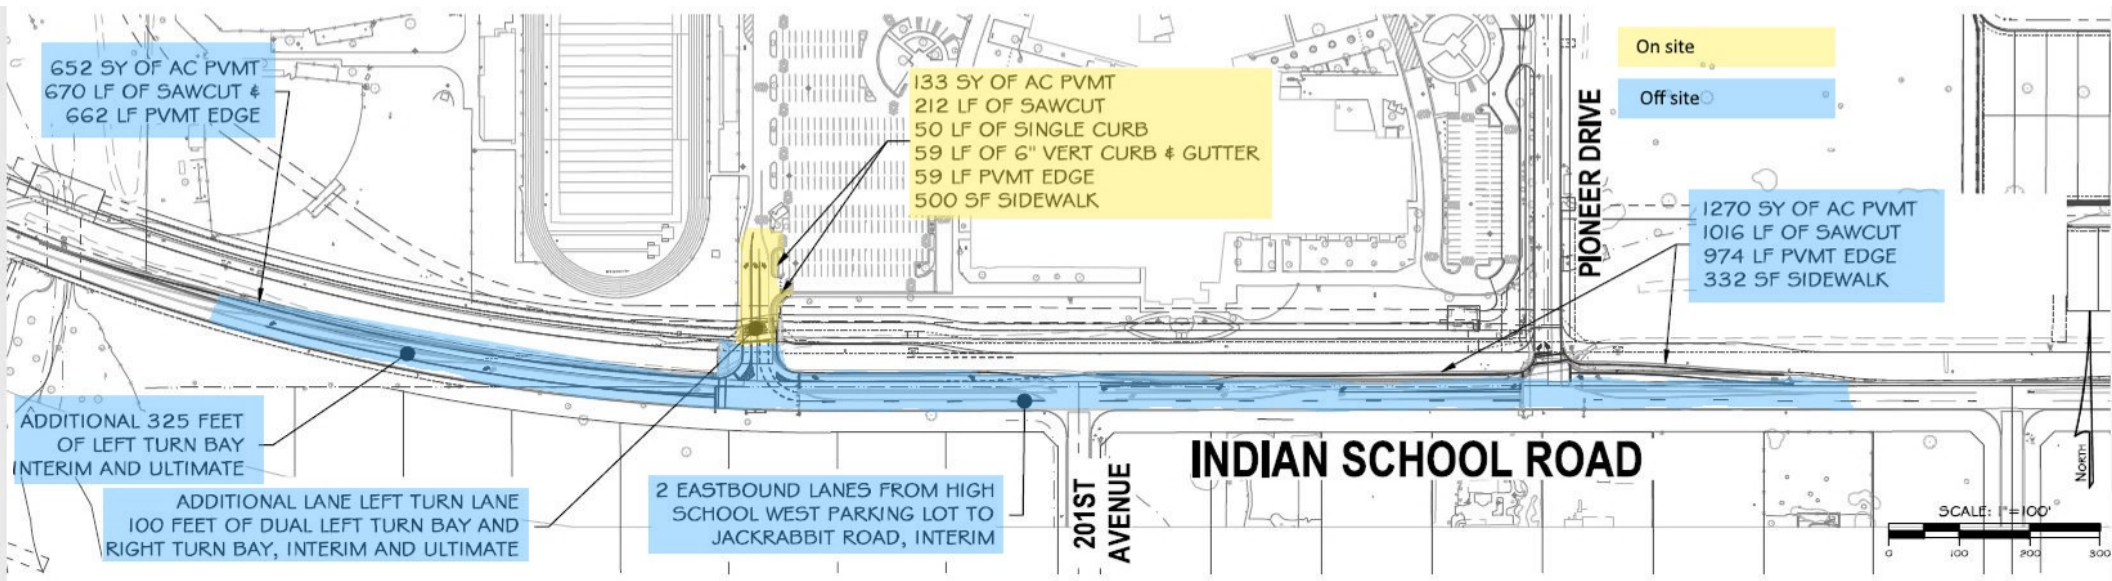 652 SY OF AC PVMT
670 LF OF SAWCUT &
662 LF PVMT EDGE
133 SY OF AC PVMT
212 LF OF SAWCUT
50 LF OF SINGLE CURB
59 LF OF 6" VERT CURB & GUTTER
59 LF PVMT EDGE
500 SF SIDEWALK
On site
Off site
PIONEER DRIVE
1270 SY OF AC PVMT
1016 LF OF SAWCUT
974 LF PVMT EDGE
332 SF SIDEWALK
ADDITIONAL 325 FEET
OF LEFT TURN BAY
INTERIM AND ULTIMATE
ADDITIONAL LANE LEFT TURN LANE
100 FEET OF DUAL LEFT TURN BAY AND
RIGHT TURN BAY, INTERIM AND ULTIMATE
2 EASTBOUND LANES FROM HIGH
SCHOOL WEST PARKING LOT TO
JACKRABBIT ROAD, INTERIM
201ST
AVENUE
INDIAN SCHOOL ROAD
NORTH
SCALE: 1"=100'
0 100 200 300